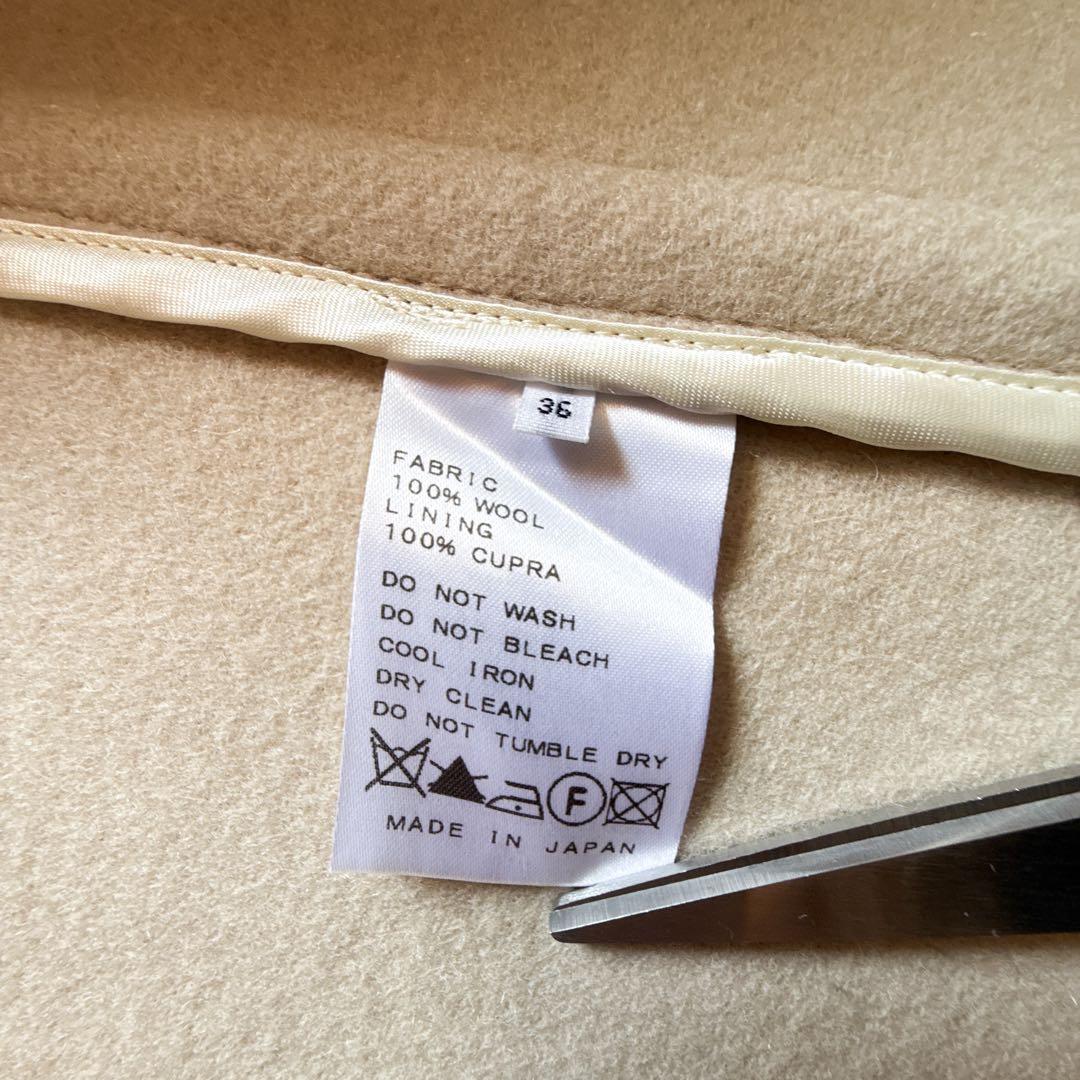 36
FABRIC
100% WOOL
LINING
100% CUPRA
DO NOT WASH
DO NOT BLEACH
COOL IRON
DRY CLEAN
DO NOT TUMBLE DRY
F
MADE IN JAPAN